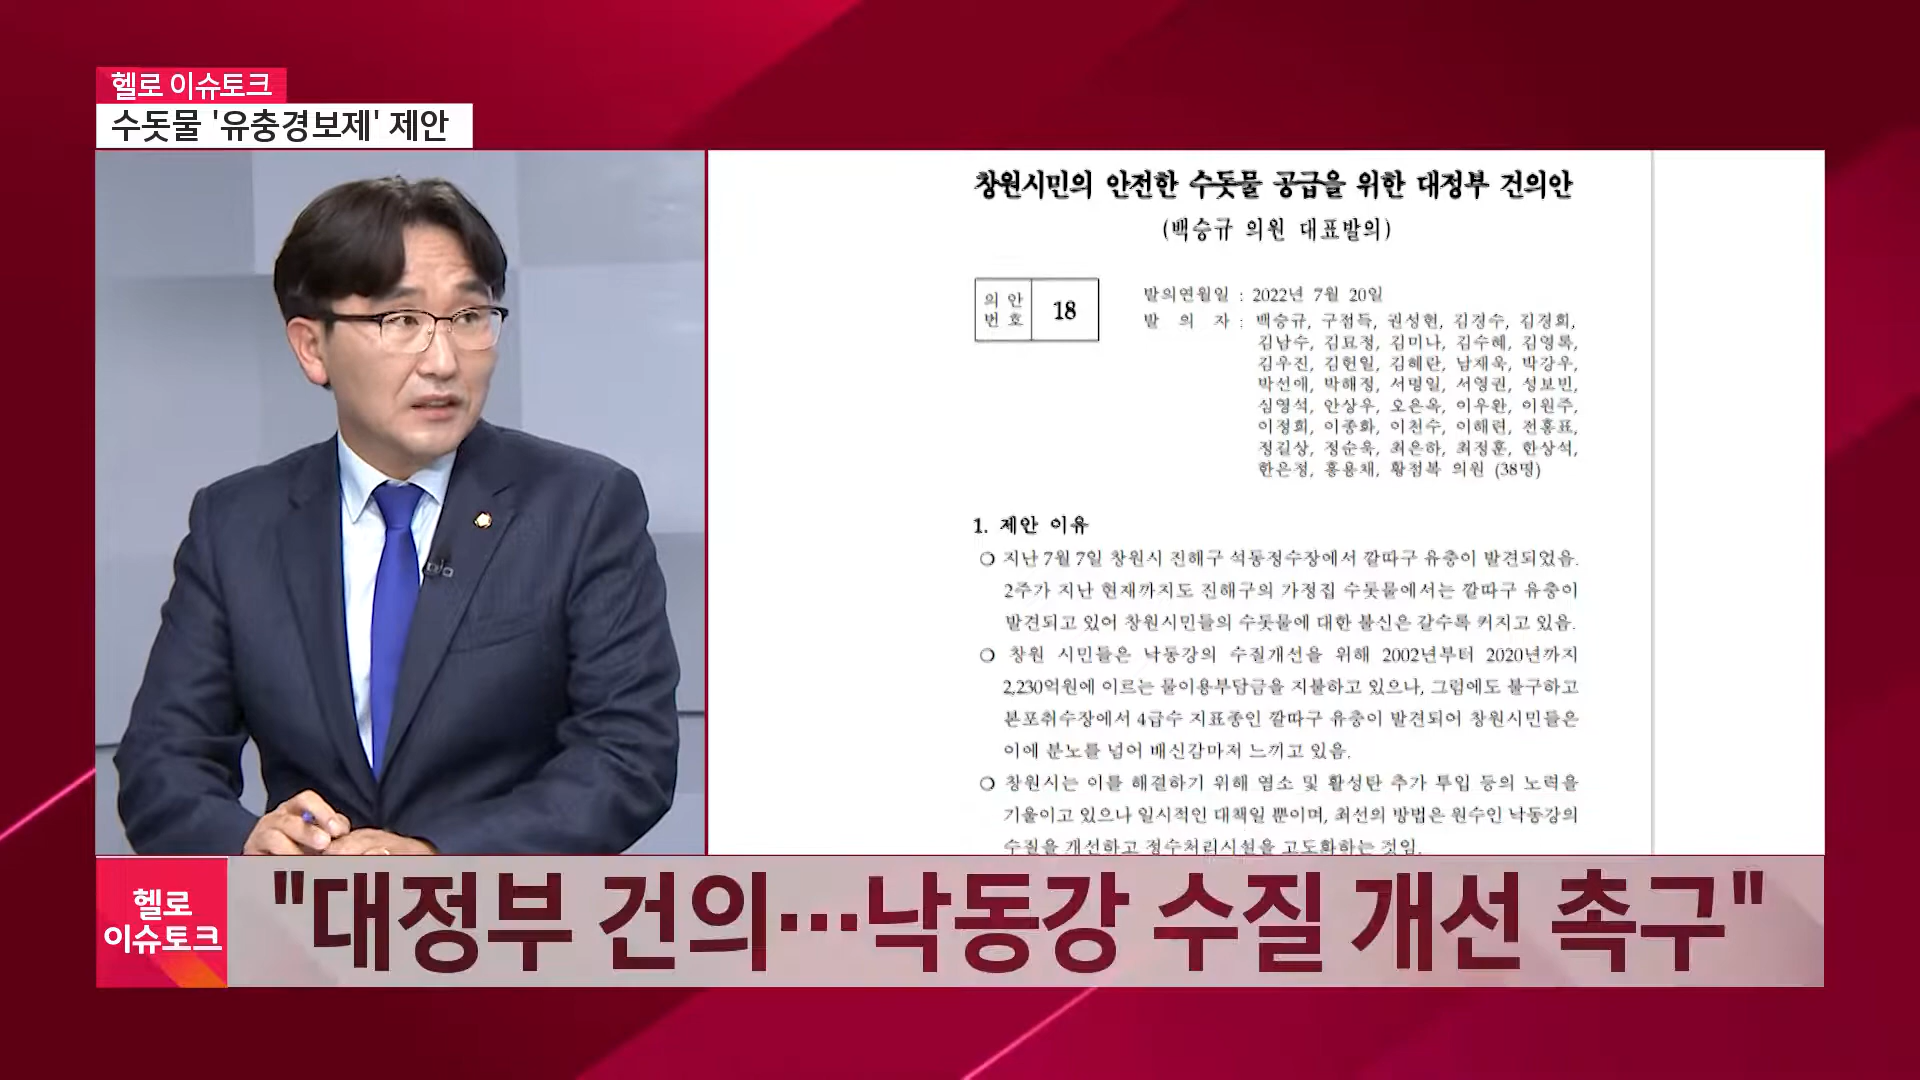 헬로 이슈토크
수돗물 '유충경보제' 제안
창원시민의 안전한 수돗물 공급을 위한 대정부 건의안
(백승규 의원 대표발의)
의 안
번 호
18
발의연월일 : 2022년 7월 20일
발 의 자 : 백승규, 구점득, 권성현, 김경수, 김경희,
김남수, 김묘정, 김미나, 김수혜, 김영록,
김우진, 김헌일, 김혜란, 남재욱, 박강우,
박선애, 박해정, 서명일, 서영권, 성보빈,
심영석, 안상우, 오은옥, 이우완, 이원주,
이정희, 이종화, 이천수, 이해련, 전홍표,
정길상, 정순욱, 최은하, 최정훈, 한상석,
한은정, 홍용채, 황점복 의원 (38명)
1. 제안 이유
○ 지난 7월 7일 창원시 진해구 석동정수장에서 깔따구 유충이 발견되었음.
2주가 지난 현재까지도 진해구의 가정집 수돗물에서는 깔따구 유충이
발견되고 있어 창원시민들의 수돗물에 대한 불신은 갈수록 커지고 있음.
○ 창원 시민들은 낙동강의 수질개선을 위해 2002년부터 2020년까지
2,230억원에 이르는 물이용부담금을 지불하고 있으나, 그럼에도 불구하고
본포취수장에서 4급수 지표종인 깔따구 유충이 발견되어 창원시민들은
이에 분노를 넘어 배신감마저 느끼고 있음.
○ 창원시는 이를 해결하기 위해 염소 및 활성탄 추가 투입 등의 노력을
기울이고 있으나 일시적인 대책일 뿐이며, 최선의 방법은 원수인 낙동강의
수질을 개선하고 정수처리시설을 고도화하는 것임.
헬로
이슈토크
"대정부 건의…낙동강 수질 개선 촉구"